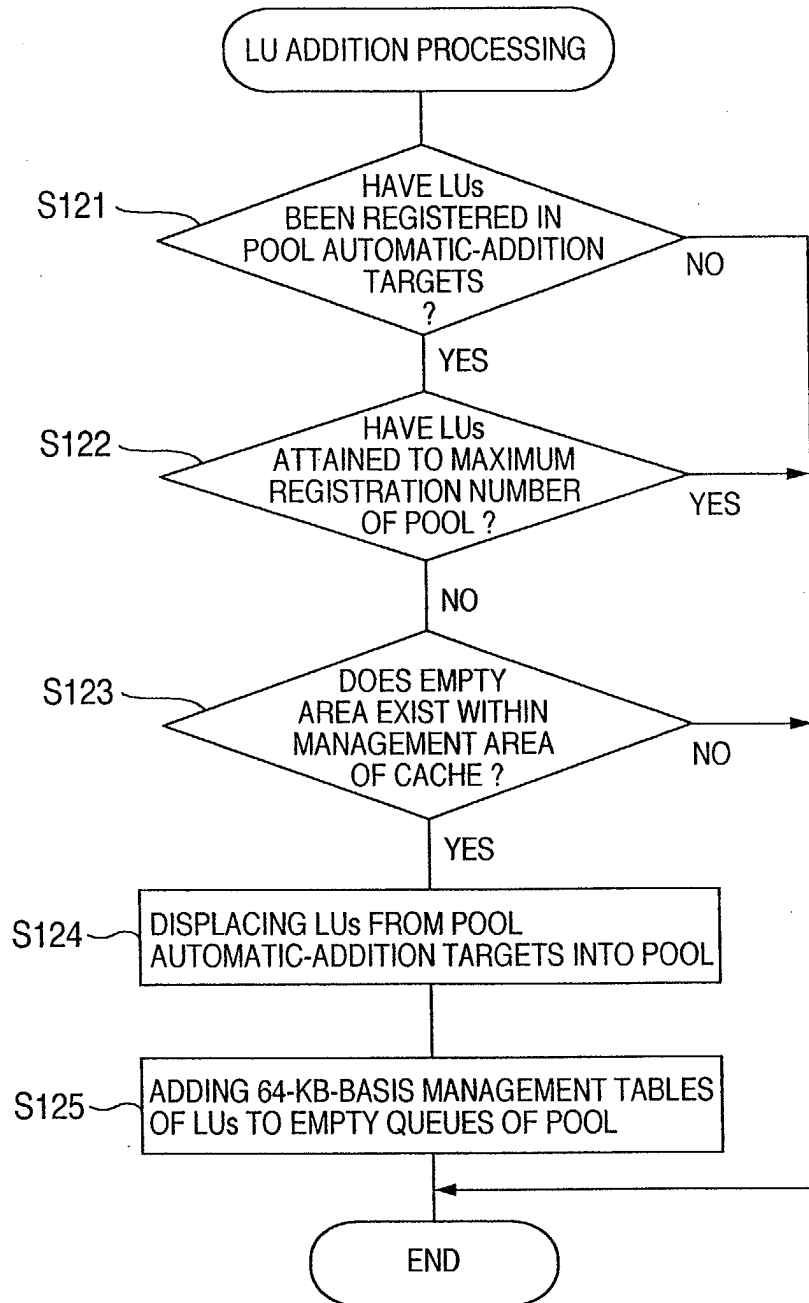 LU ADDITION PROCESSING
S121
HAVE LUs
BEEN REGISTERED IN
POOL AUTOMATIC-ADDITION
TARGETS
?
NO
YES
S122
HAVE LUs
ATTAINED TO MAXIMUM
REGISTRATION NUMBER
OF POOL ?
YES
NO
S123
DOES EMPTY
AREA EXIST WITHIN
MANAGEMENT AREA
OF CACHE ?
NO
YES
S124
DISPLACING LUs FROM POOL
AUTOMATIC-ADDITION TARGETS INTO POOL
S125
ADDING 64-KB-BASIS MANAGEMENT TABLES
OF LUs TO EMPTY QUEUES OF POOL
END